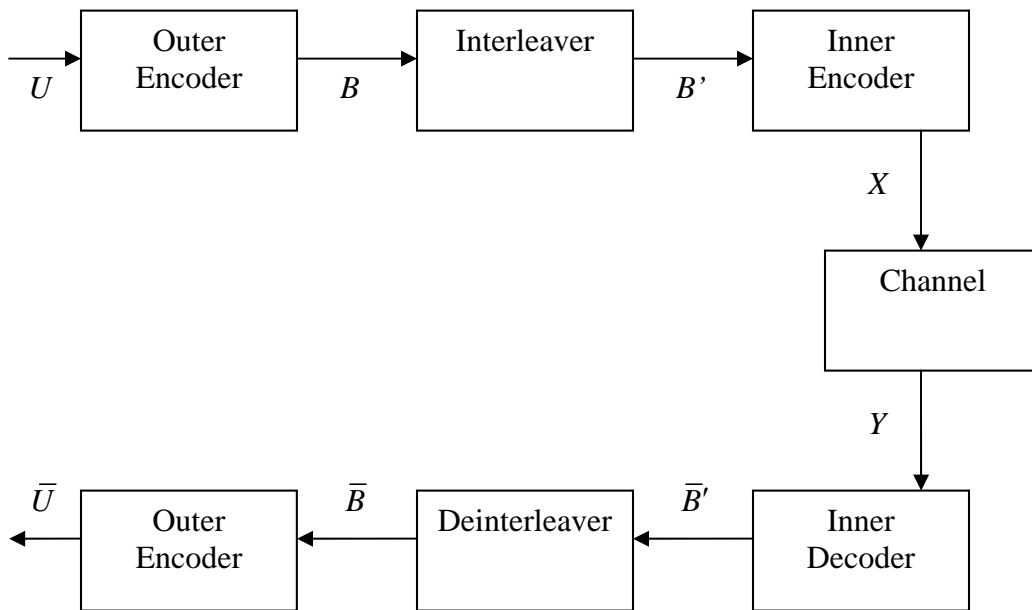 Outer
Encoder
Interleaver
Inner
Encoder
U
B
B’
X
Channel
Y
U̅
B̅
B̅′
Outer
Encoder
Deinterleaver
Inner
Decoder